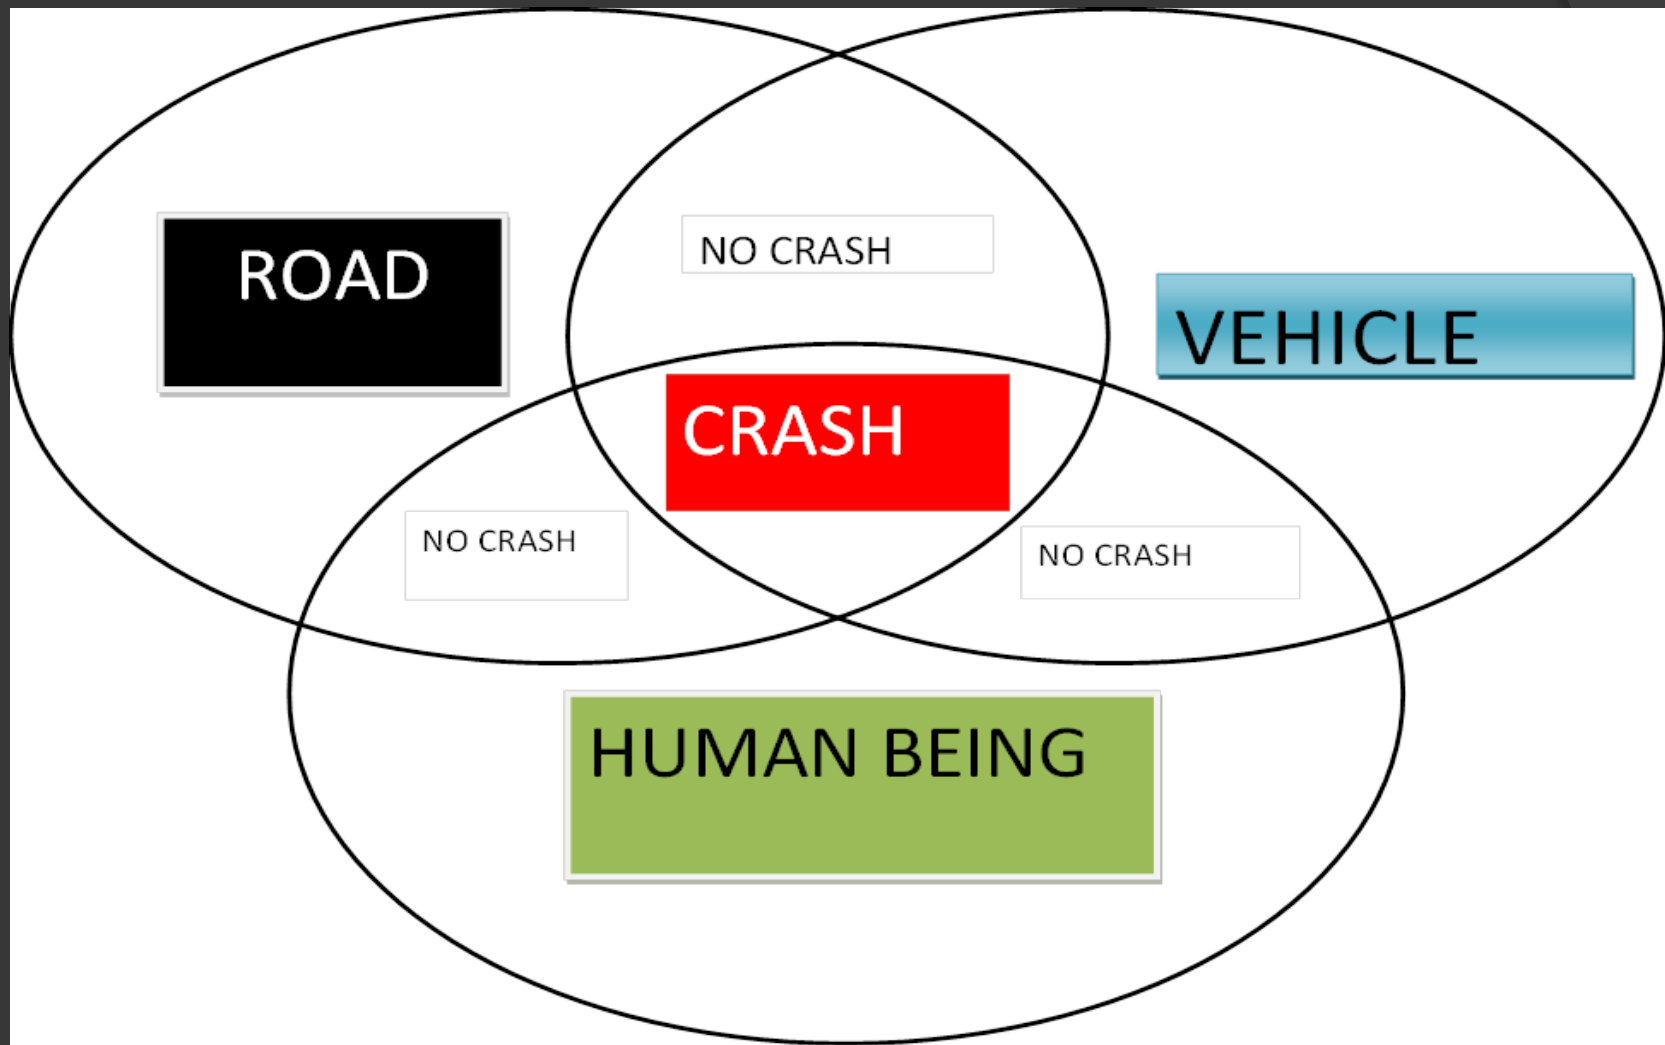 ROAD
NO CRASH
VEHICLE
CRASH
NO CRASH
NO CRASH
HUMAN BEING